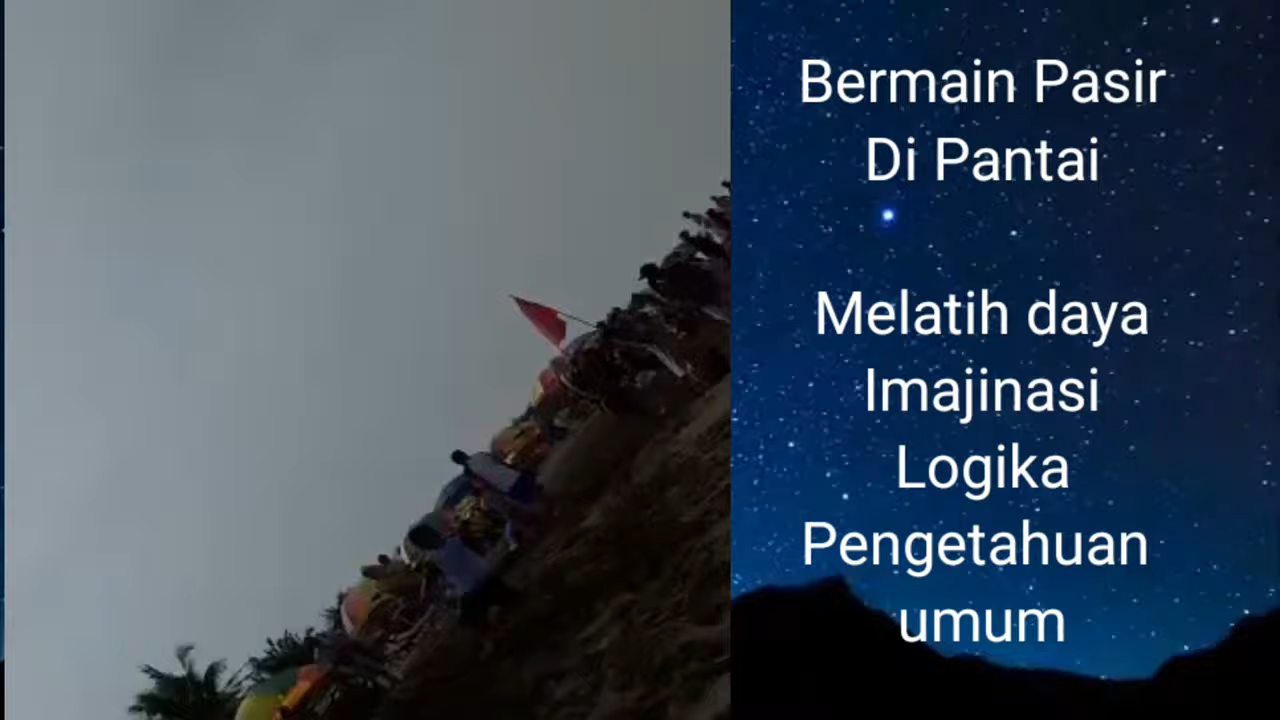 Bermain Pasir
Di Pantai
Melatih daya
Imajinasi
Logika
Pengetahuan
umum